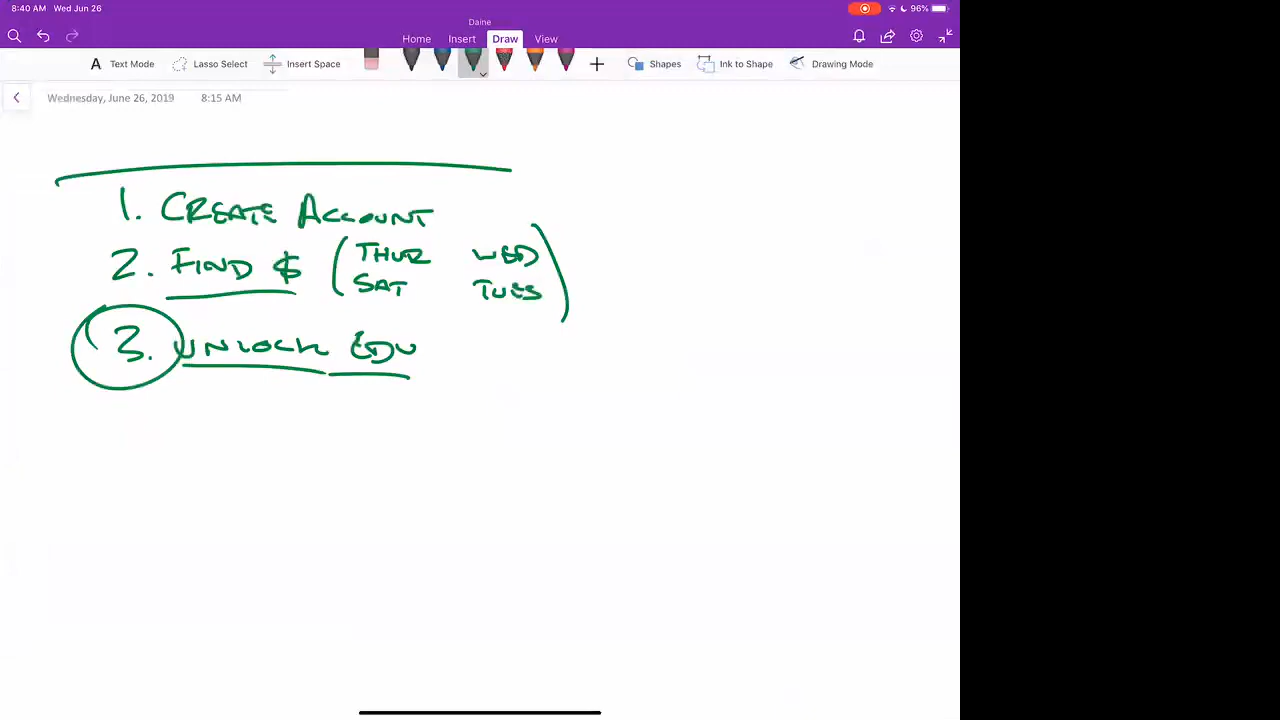 8:40 AM Wed Jun 26 96%
Daine
Home Insert Draw View
A Text Mode Lasso Select Insert Space Shapes Ink to Shape Drawing Mode
Wednesday, June 26, 2019 8:15 AM
1. CREATE ACCOUNT
2. FIND $ (THUR WED
SAT TUES)
3. UNLOCK EDU